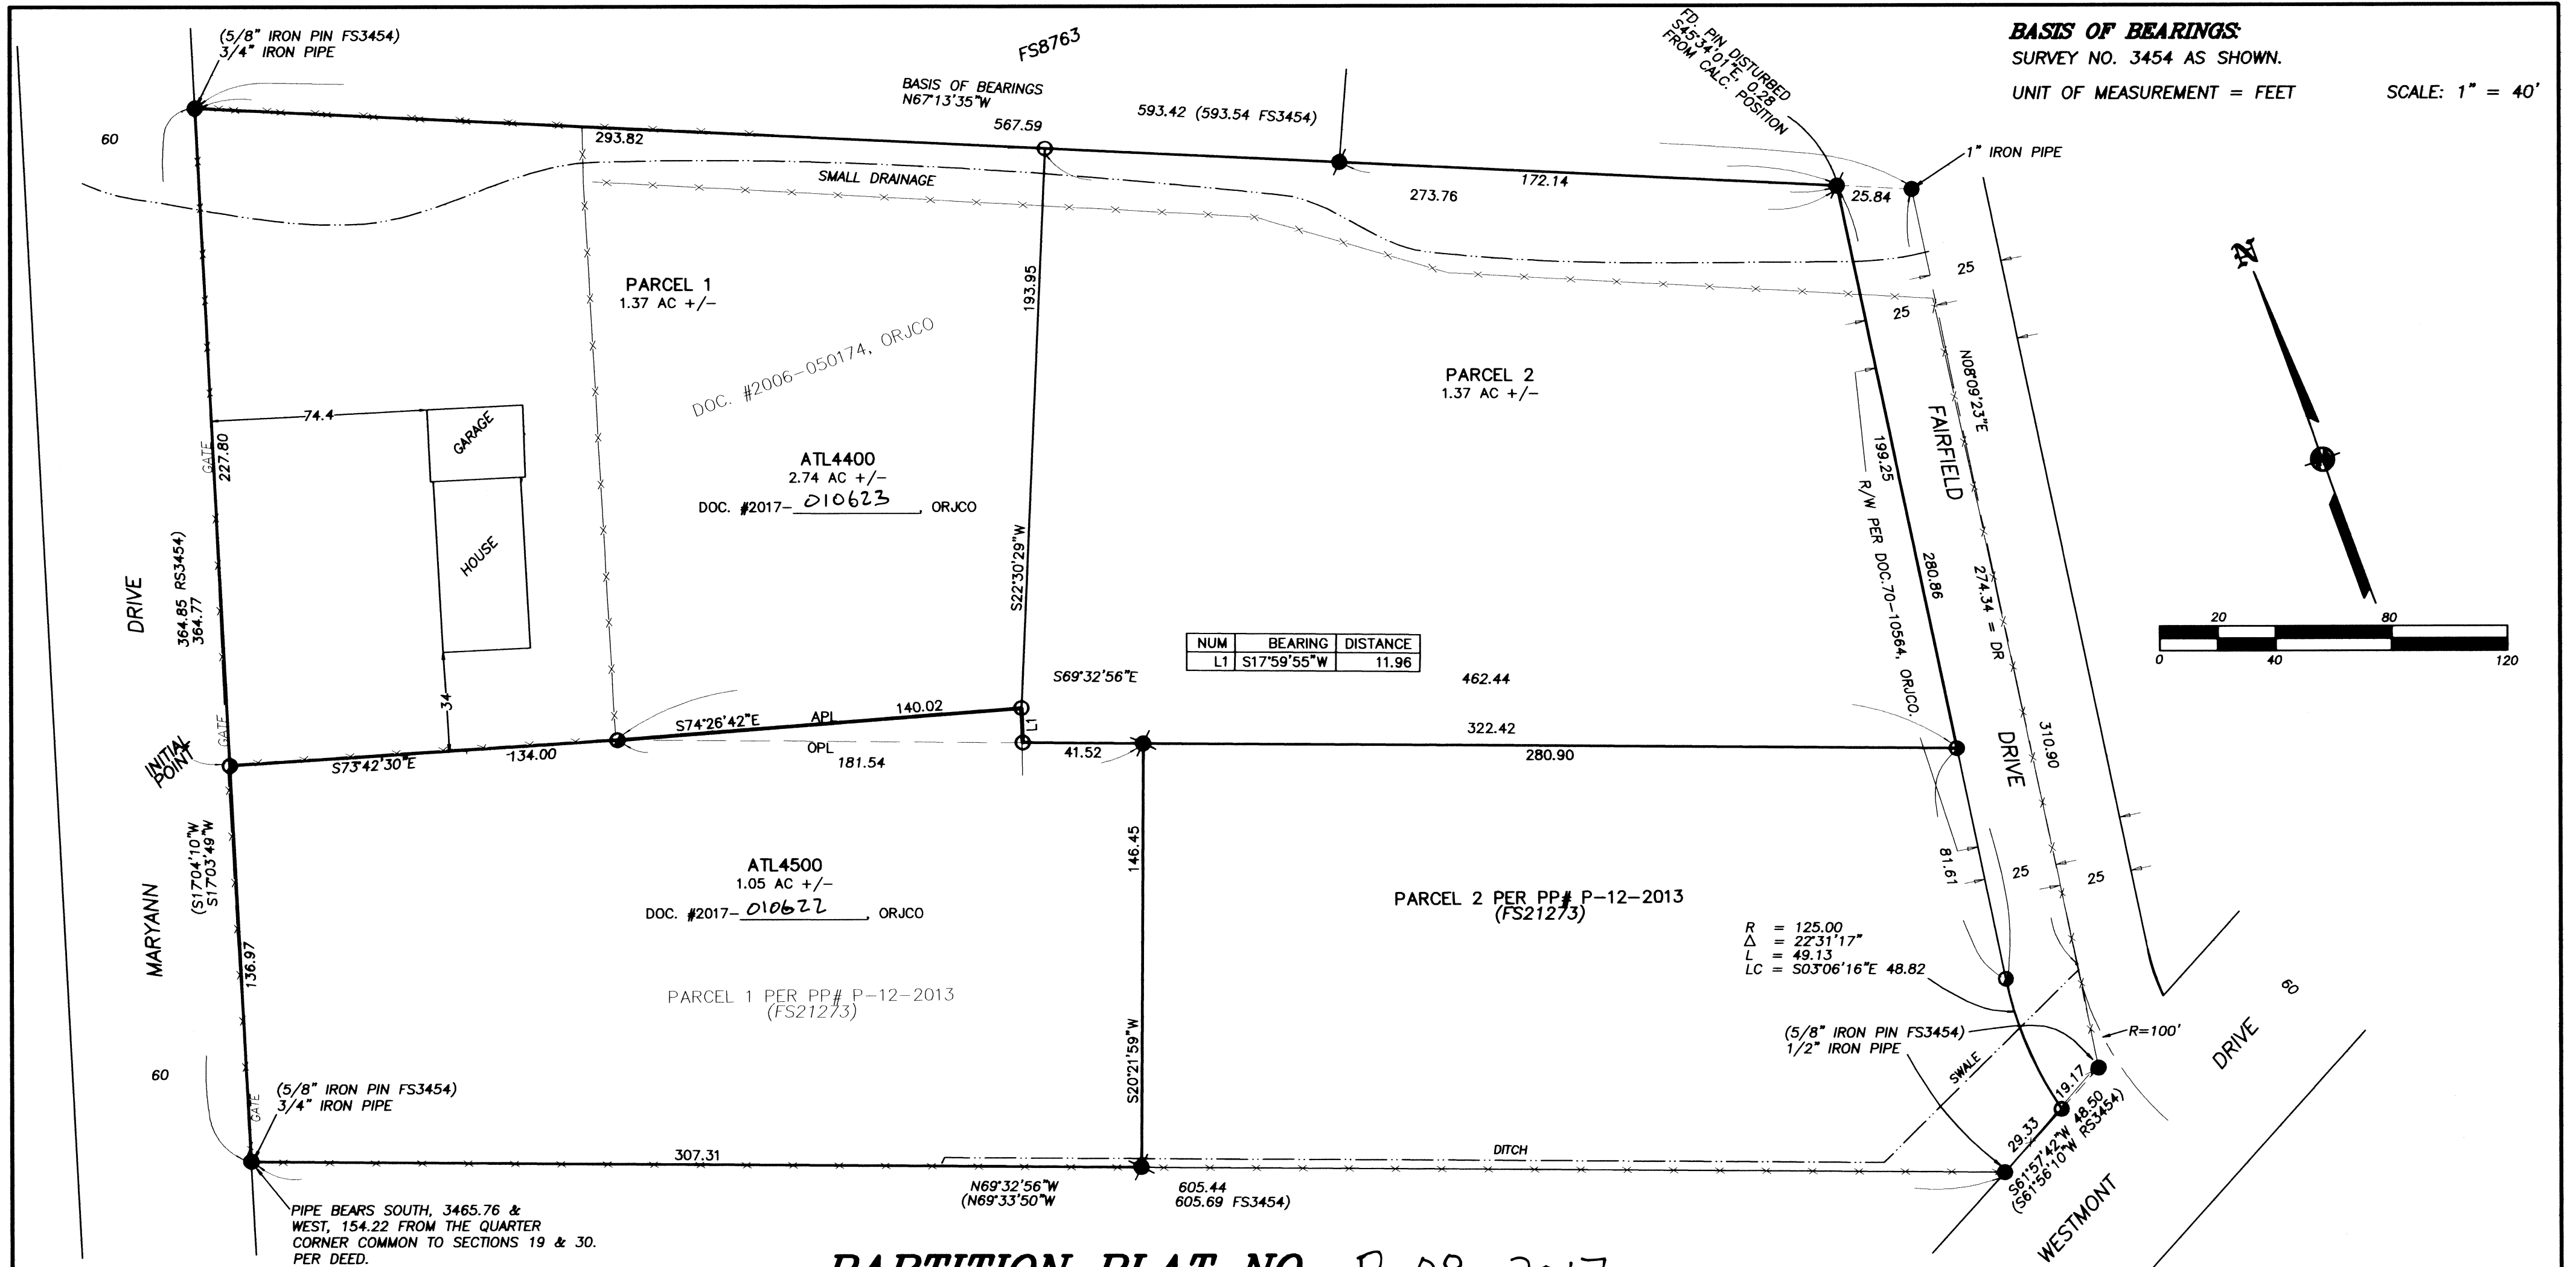 (5/8" IRON PIN FS3454)
3/4" IRON PIPE
FS8763
BASIS OF BEARINGS
N67°13'35"W
567.59
593.42 (593.54 FS3454)
FD. PIN DISTURBED
S45°34'01"E, 0.28
FROM CALC. POSITION
BASIS OF BEARINGS:
SURVEY NO. 3454 AS SHOWN.
UNIT OF MEASUREMENT = FEET
SCALE: 1" = 40'
1" IRON PIPE
60
293.82
SMALL DRAINAGE
273.76
172.14
25.84
25
25
N
PARCEL 1
1.37 AC +/-
193.95
DOC. #2006-050174, ORJCO
PARCEL 2
1.37 AC +/-
N08°09'23"E
FAIRFIELD
74.4
GARAGE
GATE
227.80
ATL4400
2.74 AC +/-
DOC. #2017- 010623, ORJCO
199.25
R/W PER DOC.70-10564, ORJCO.
280.86
274.34 = DR
HOUSE
S22°30'29"W
DRIVE
364.85 RS3454)
364.77
NUM BEARING DISTANCE
L1 S17°59'55"W 11.96
20 80
0 40 120
34
S69°32'56"E
462.44
S74°26'42"E
APL
140.02
L1
OPL
181.54
41.52
322.42
280.90
310.90
DRIVE
GATE
INITIAL
POINT
S73°42'30"E
134.00
(S17°04'10"W
S17°03'49"W
MARYANN
136.97
ATL4500
1.05 AC +/-
DOC. #2017- 010622, ORJCO
146.45
81.61
25
25
PARCEL 2 PER PP# P-12-2013
(FS21273)
R = 125.00
Δ = 22°31'17"
L = 49.13
LC = S03°06'16"E 48.82
PARCEL 1 PER PP# P-12-2013
(FS21273)
S20°21'59"W
60
(5/8" IRON PIN FS3454)
1/2" IRON PIPE
R=100'
DRIVE
SWALE
19.17
60
GATE
(5/8" IRON PIN FS3454)
3/4" IRON PIPE
29.33
S61°57'42"W 48.50
(S61°56'10"W RS3454)
307.31
DITCH
N69°32'56"W
(N69°33'50"W
605.44
605.69 FS3454)
WESTMONT
PIPE BEARS SOUTH, 3465.76 &
WEST, 154.22 FROM THE QUARTER
CORNER COMMON TO SECTIONS 19 & 30.
PER DEED.
PARTITION PLAT NO. P-08-2017